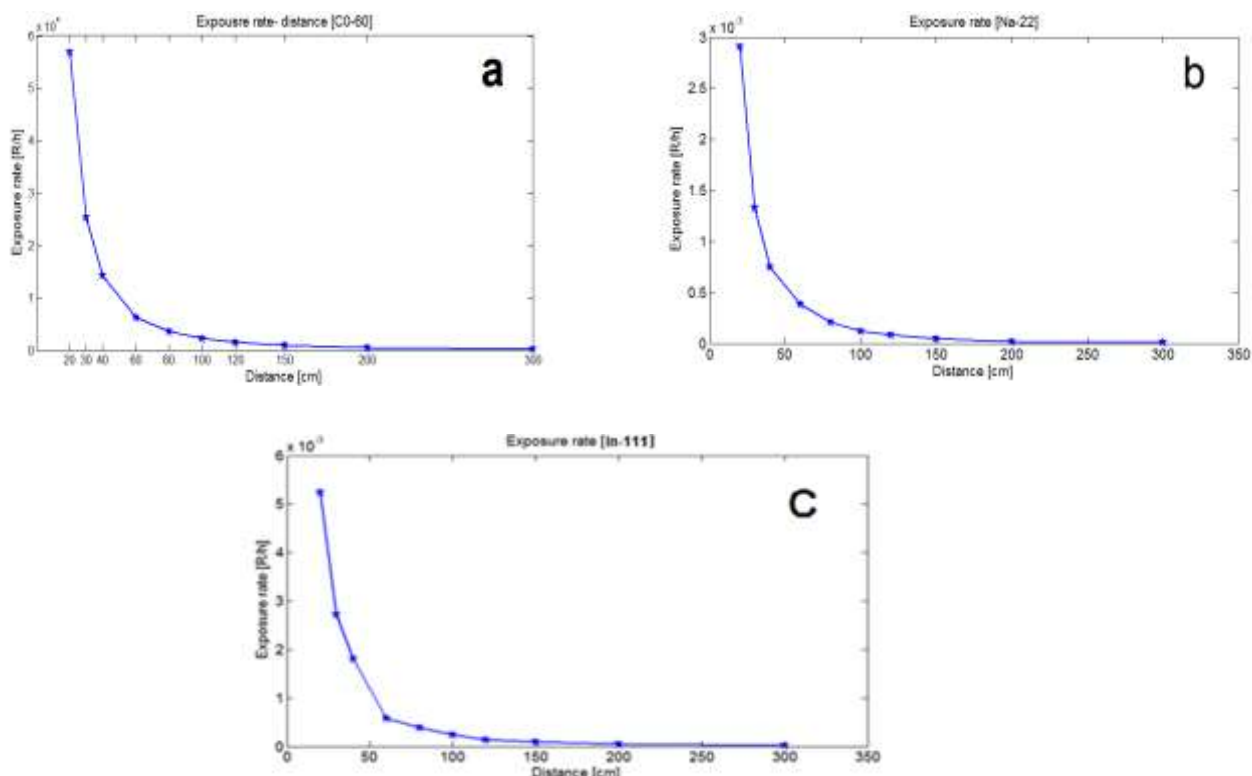 Expousre rate- distance [C0-60]
x 10
6
5
4
3
2
1
0
Exposure rate [R/h]
20 30 40 60 80 100 120 150 200 300
Distance [cm]
a
Exposure rate [Na-22]
x 10⁻³
3
2.5
2
1.5
1
0.5
0
Exposure rate [R/h]
0 50 100 150 200 250 300 350
Distance [cm]
b
Exposure rate [In-111]
x 10⁻³
6
5
4
3
2
1
0
Exposure rate [R/h]
0 50 100 150 200 250 300 350
Distance [cm]
C